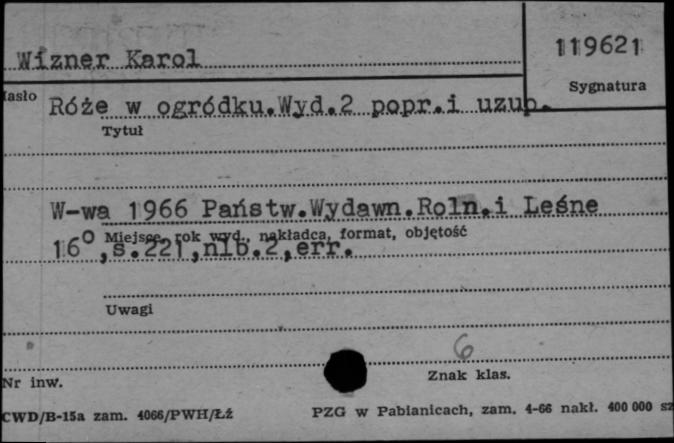 Wizner Karol
119621
Sygnatura
Hasło
Róże w ogródku.Wyd.2 popr.i uzup.
Tytuł
W-wa 1966 Państw.Wydawn.Roln.i Leśne
Miejsce, rok wyd., nakładca, format, objętość
16°,s.221,nlb.2,err.
Uwagi
6
Nr inw.
Znak klas.
CWD/B-15a zam. 4066/PWH/Łź
PZG w Pabianicach, zam. 4-66 nakł. 400 000 sz